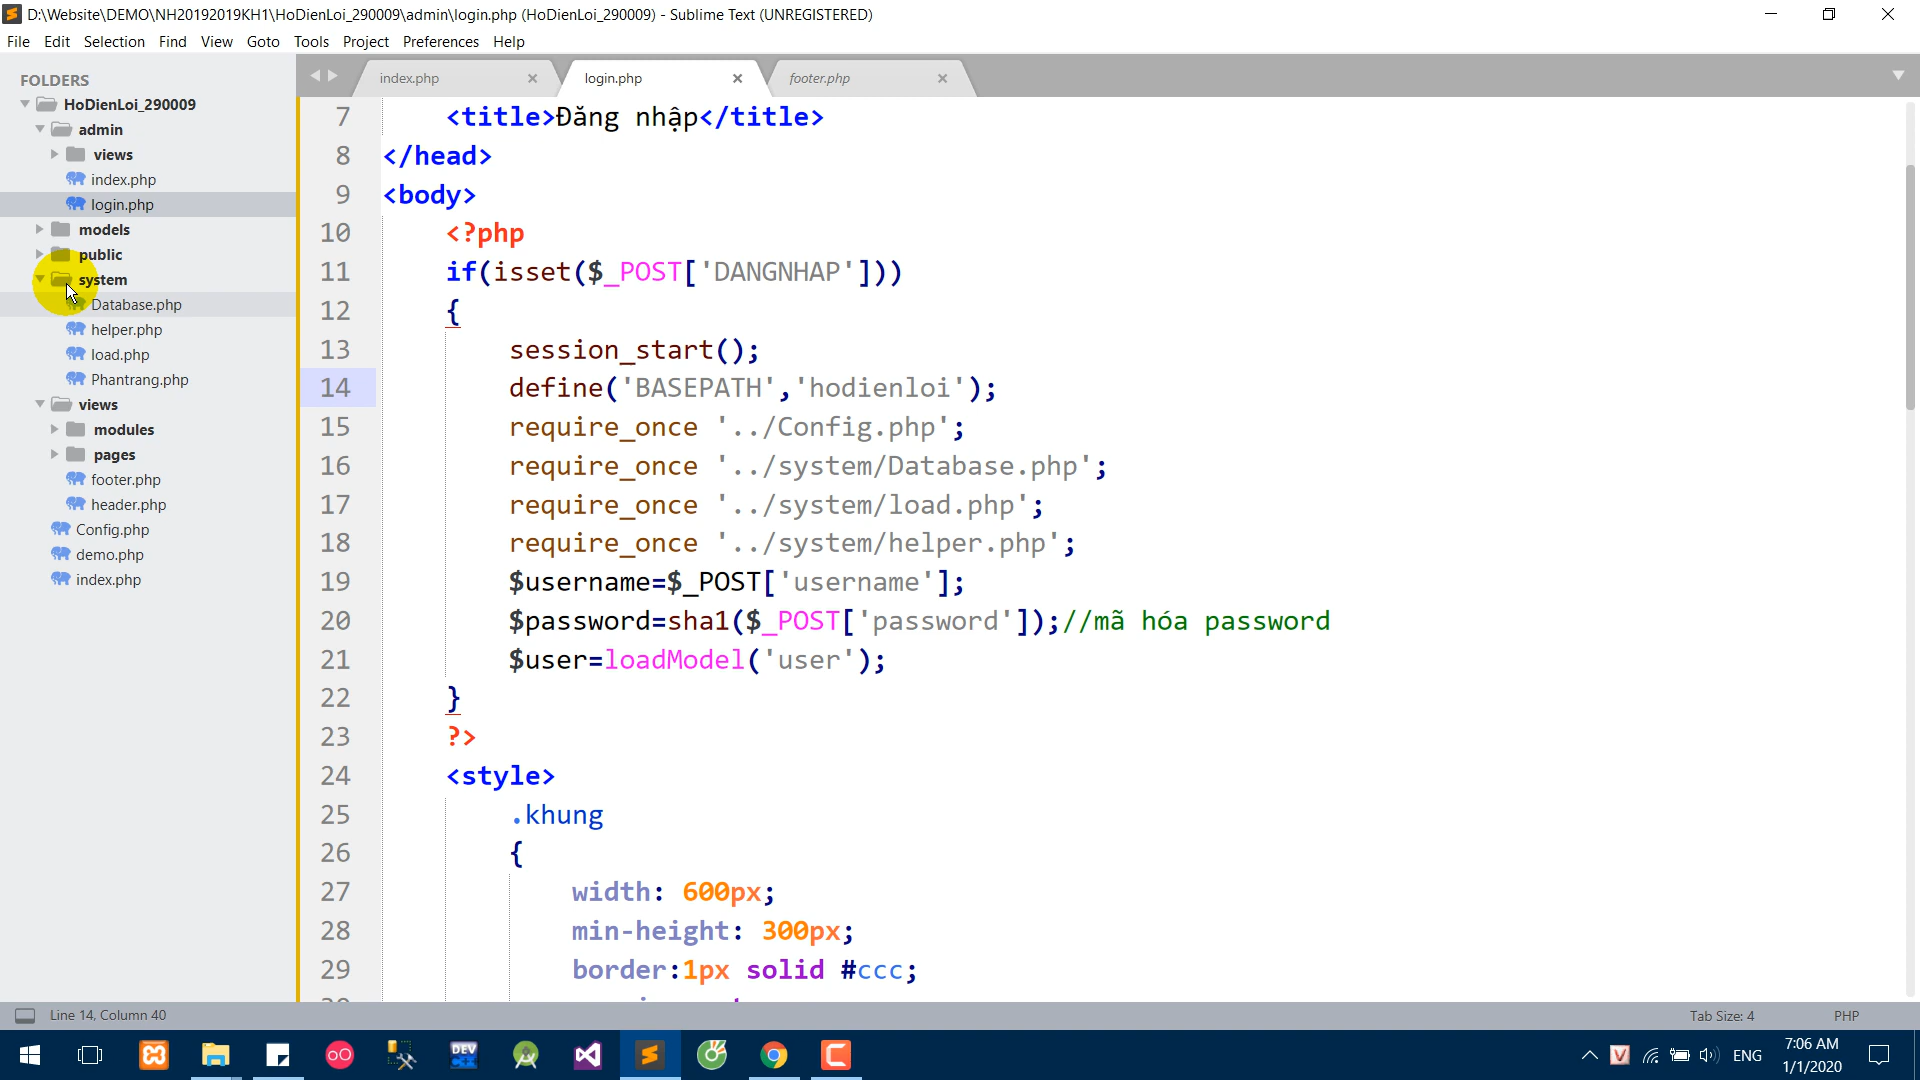 D:\Website\DEMO\NH20192019KH1\HoDienLoi_290009\admin\login.php (HoDienLoi_290009) - Sublime Text (UNREGISTERED)
File Edit Selection Find View Goto Tools Project Preferences Help
FOLDERS
HoDienLoi_290009
admin
views
index.php
login.php
models
public
system
Database.php
helper.php
load.php
Phantrang.php
views
modules
pages
footer.php
header.php
Config.php
demo.php
index.php
index.php login.php footer.php
7 <title>Đăng nhập</title>
8 </head>
9 <body>
10 <?php
11 if(isset($_POST['DANGNHAP']))
12 {
13 session_start();
14 define('BASEPATH','hodienloi');
15 require_once '../Config.php';
16 require_once '../system/Database.php';
17 require_once '../system/load.php';
18 require_once '../system/helper.php';
19 $username=$_POST['username'];
20 $password=sha1($_POST['password']);//mã hóa password
21 $user=loadModel('user');
22 }
23 ?>
24 <style>
25 .khung
26 {
27 width: 600px;
28 min-height: 300px;
29 border:1px solid #ccc;
Line 14, Column 40
Tab Size: 4 PHP
DEV
ENG
7:06 AM
1/1/2020